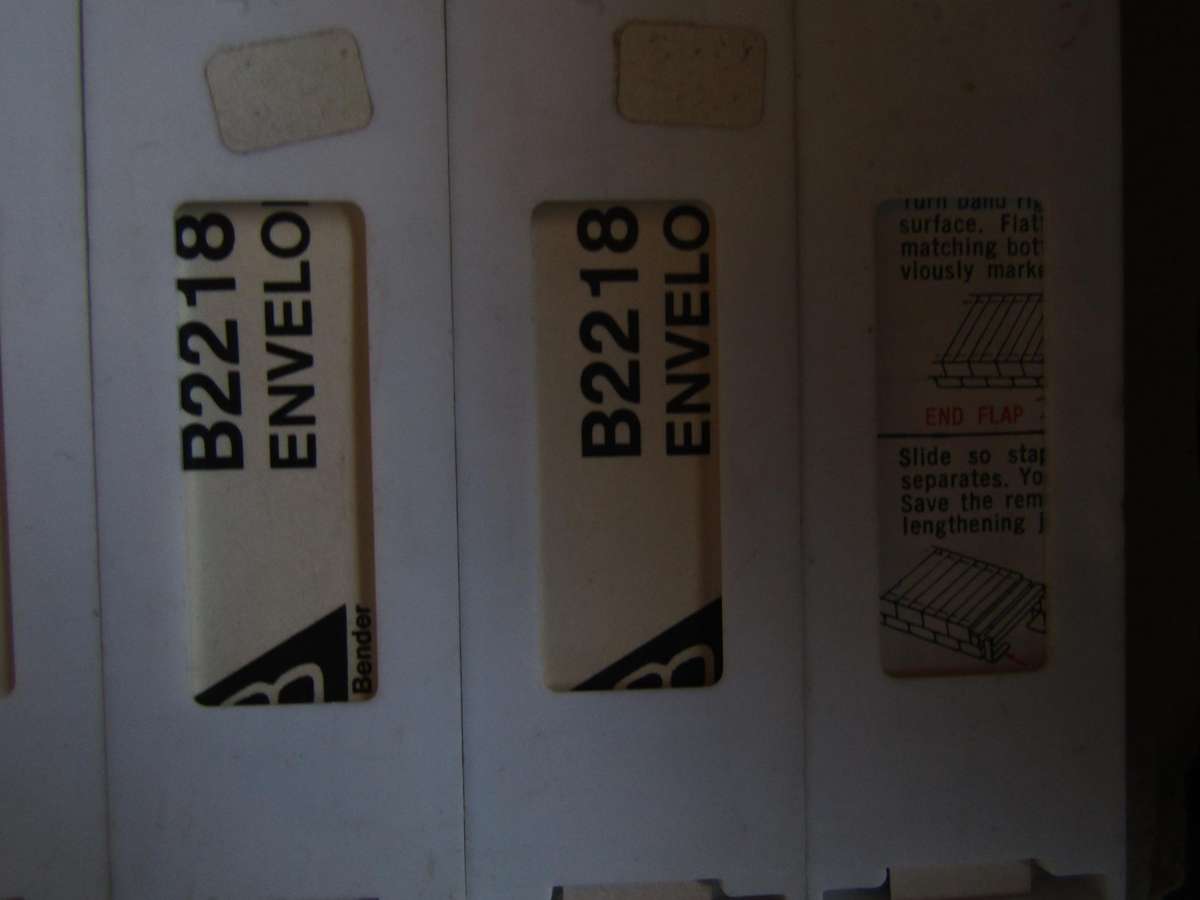 B2218
ENVELO
Bender
B2218
ENVELO
surface. Flat
matching bot
viously marke
END FLAP
Slide so stap
separates. Yo
Save the rem
lengthening j